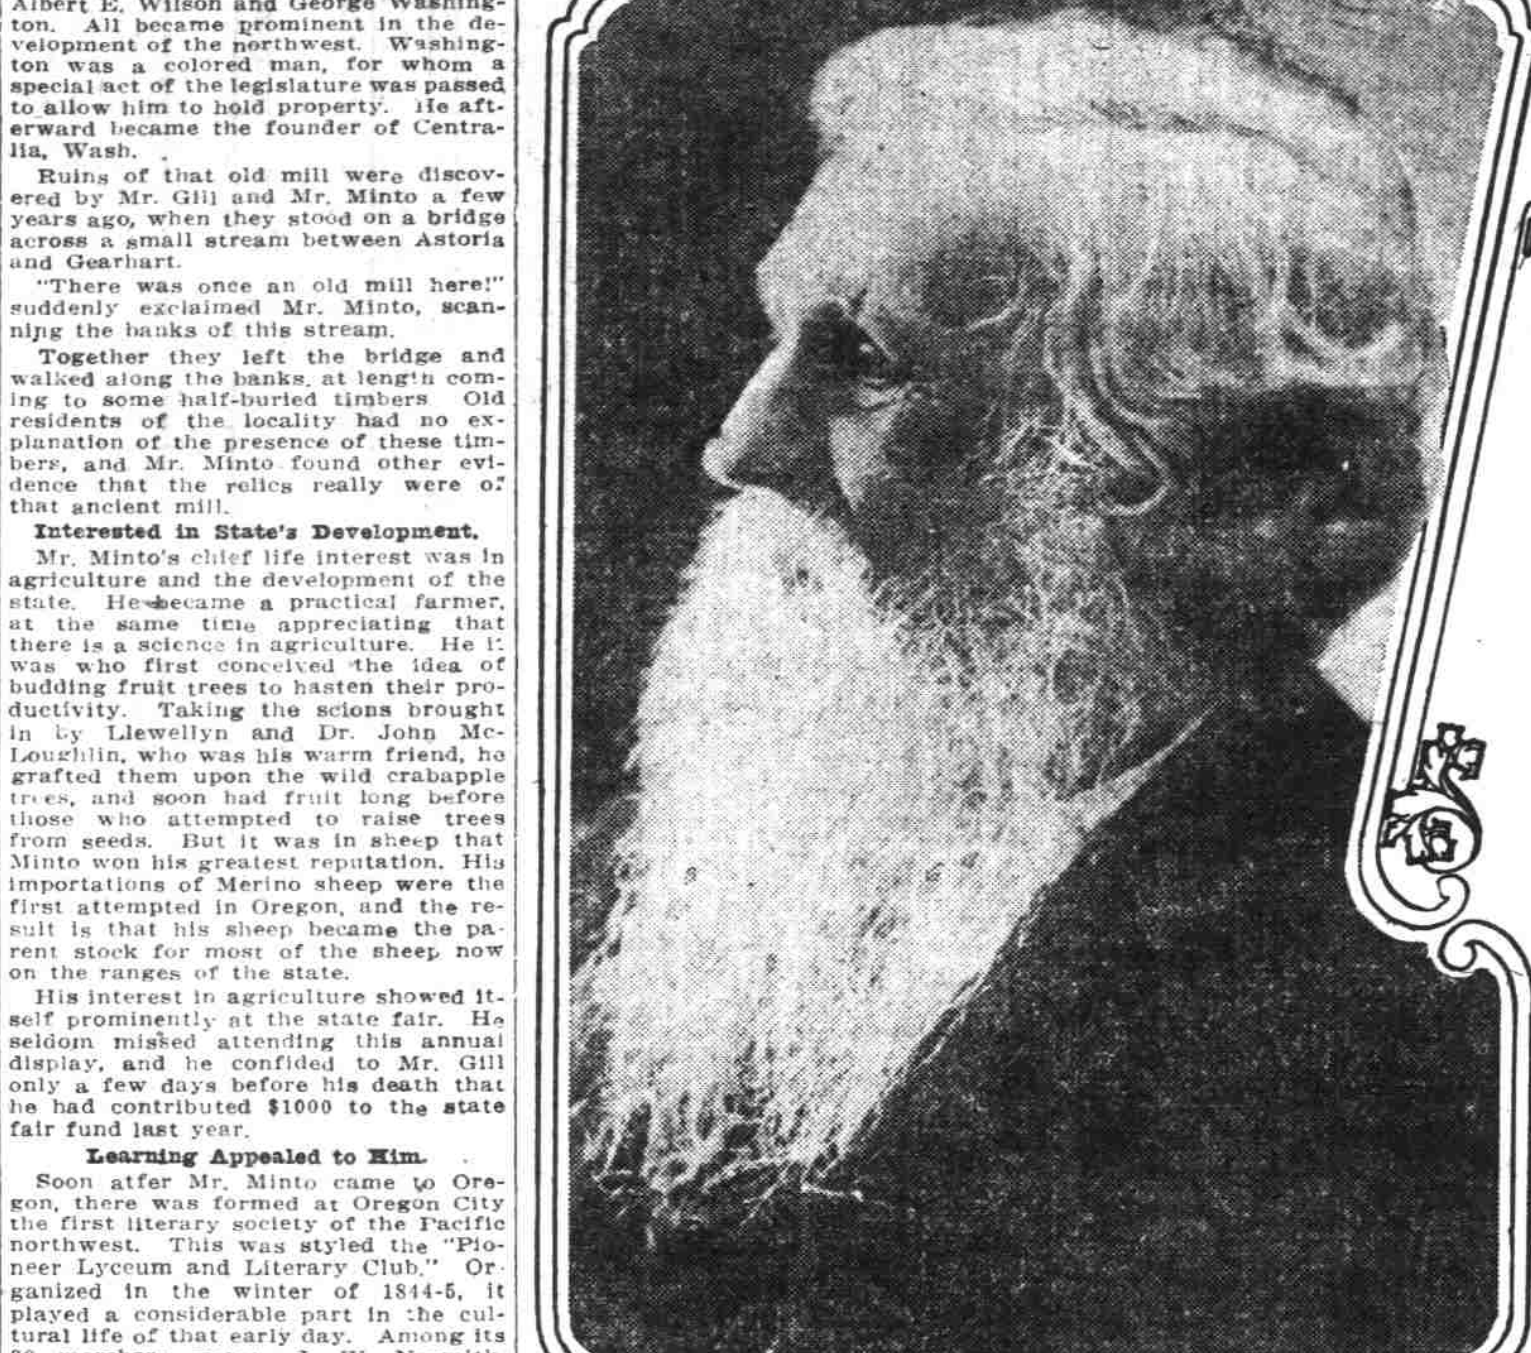 Albert E. Wilson and George Washing-
ton. All became prominent in the de-
velopment of the northwest. Washing-
ton was a colored man, for whom a
special act of the legislature was passed
to allow him to hold property. He aft-
erward became the founder of Centra-
lia, Wash.
Ruins of that old mill were discov-
ered by Mr. Gill and Mr. Minto a few
years ago, when they stood on a bridge
across a small stream between Astoria
and Gearhart.
"There was once an old mill here!"
suddenly exclaimed Mr. Minto, scan-
ning the banks of this stream.
Together they left the bridge and
walked along the banks, at length com-
ing to some half-buried timbers. Old
residents of the locality had no ex-
planation of the presence of these tim-
bers, and Mr. Minto found other evi-
dence that the relics really were of
that ancient mill.
Interested in State's Development.
Mr. Minto's chief life interest was in
agriculture and the development of the
state. He became a practical farmer,
at the same time appreciating that
there is a science in agriculture. He it
was who first conceived the idea of
budding fruit trees to hasten their pro-
ductivity. Taking the scions brought
in by Llewellyn and Dr. John Mc-
Loughlin, who was his warm friend, he
grafted them upon the wild crabapple
trees, and soon had fruit long before
those who attempted to raise trees
from seeds. But it was in sheep that
Minto won his greatest reputation. His
importations of Merino sheep were the
first attempted in Oregon, and the re-
sult is that his sheep became the pa-
rent stock for most of the sheep now
on the ranges of the state.
His interest in agriculture showed it-
self prominently at the state fair. He
seldom missed attending this annual
display, and he confided to Mr. Gill
only a few days before his death that
he had contributed $1000 to the state
fair fund last year.
Learning Appealed to Him.
Soon atfer Mr. Minto came to Ore-
gon, there was formed at Oregon City
the first literary society of the Pacific
northwest. This was styled the "Pio-
neer Lyceum and Literary Club." Or-
ganized in the winter of 1844-5, it
played a considerable part in the cul-
tural life of that early day. Among its